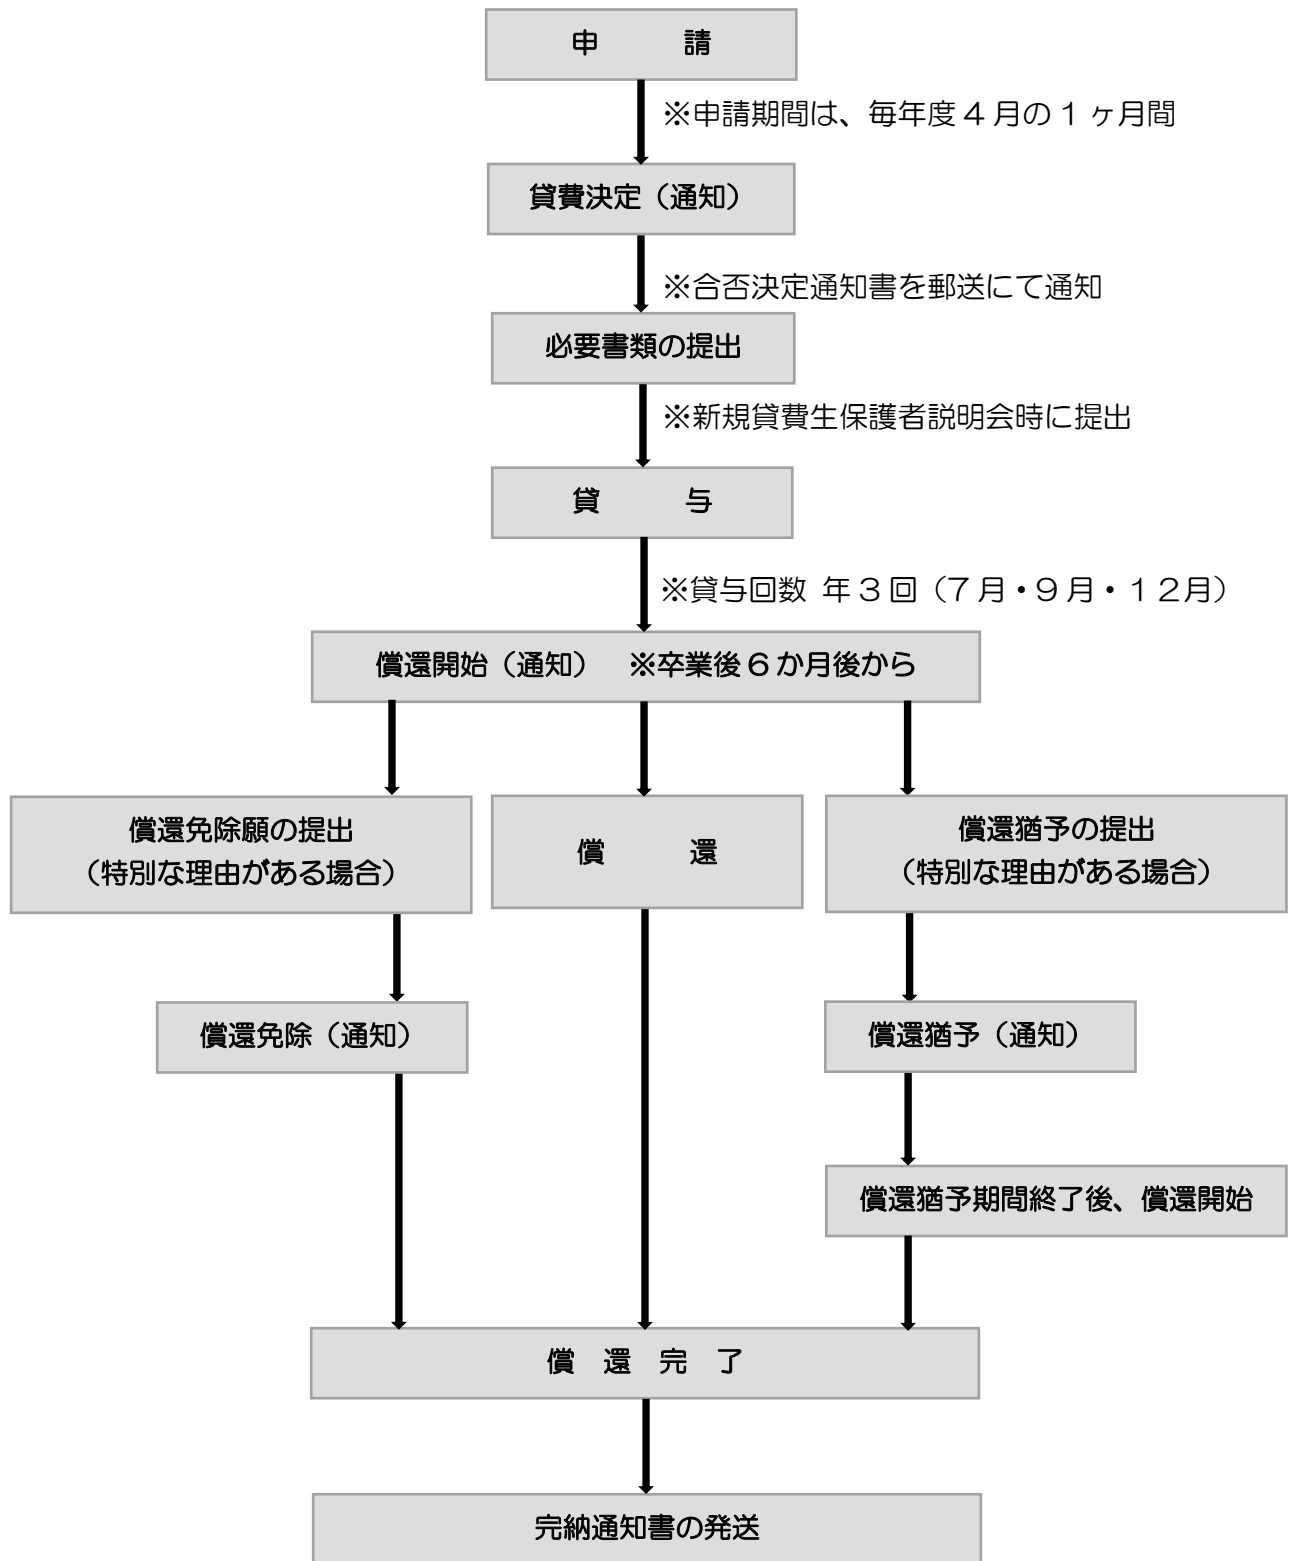 申　　　請
※申請期間は、毎年度４月の１ヶ月間
貸費決定（通知）
※合否決定通知書を郵送にて通知
必要書類の提出
※新規貸費生保護者説明会時に提出
貸　　　与
※貸与回数 年３回（７月・９月・１２月）
償還開始（通知）　※卒業後６か月後から
償還免除願の提出
（特別な理由がある場合）
償　　　還
償還猶予の提出
（特別な理由がある場合）
償還免除（通知）
償還猶予（通知）
償還猶予期間終了後、償還開始
償　還　完　了
完納通知書の発送